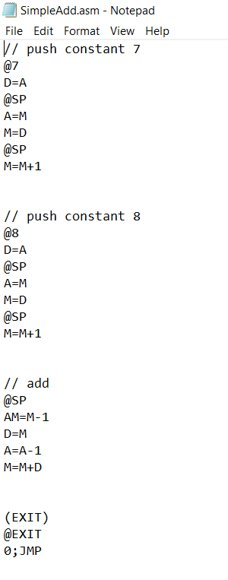 SimpleAdd.asm - Notepad
File Edit Format View Help
// push constant 7
@7
D=A
@SP
A=M
M=D
@SP
M=M+1
// push constant 8
@8
D=A
@SP
A=M
M=D
@SP
M=M+1
// add
@SP
AM=M-1
D=M
A=A-1
M=M+D
(EXIT)
@EXIT
0;JMP